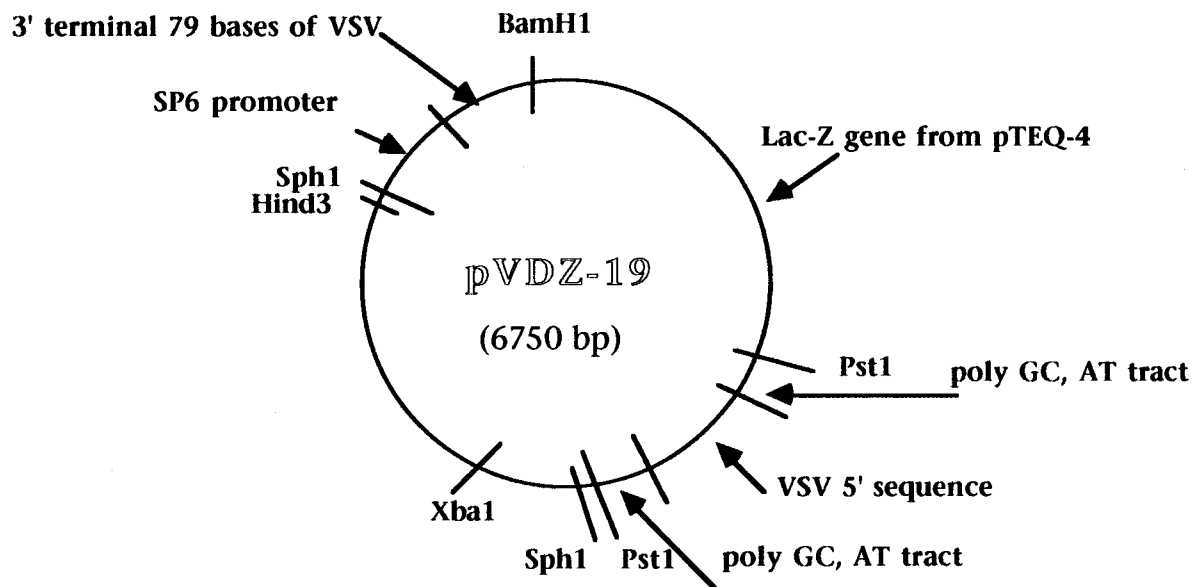 3' terminal 79 bases of VSV
BamH1
SP6 promoter
Lac-Z gene from pTEQ-4
Sph1
Hind3
pVDZ-19
(6750 bp)
Pst1
poly GC, AT tract
VSV 5' sequence
Xba1
Sph1
Pst1
poly GC, AT tract